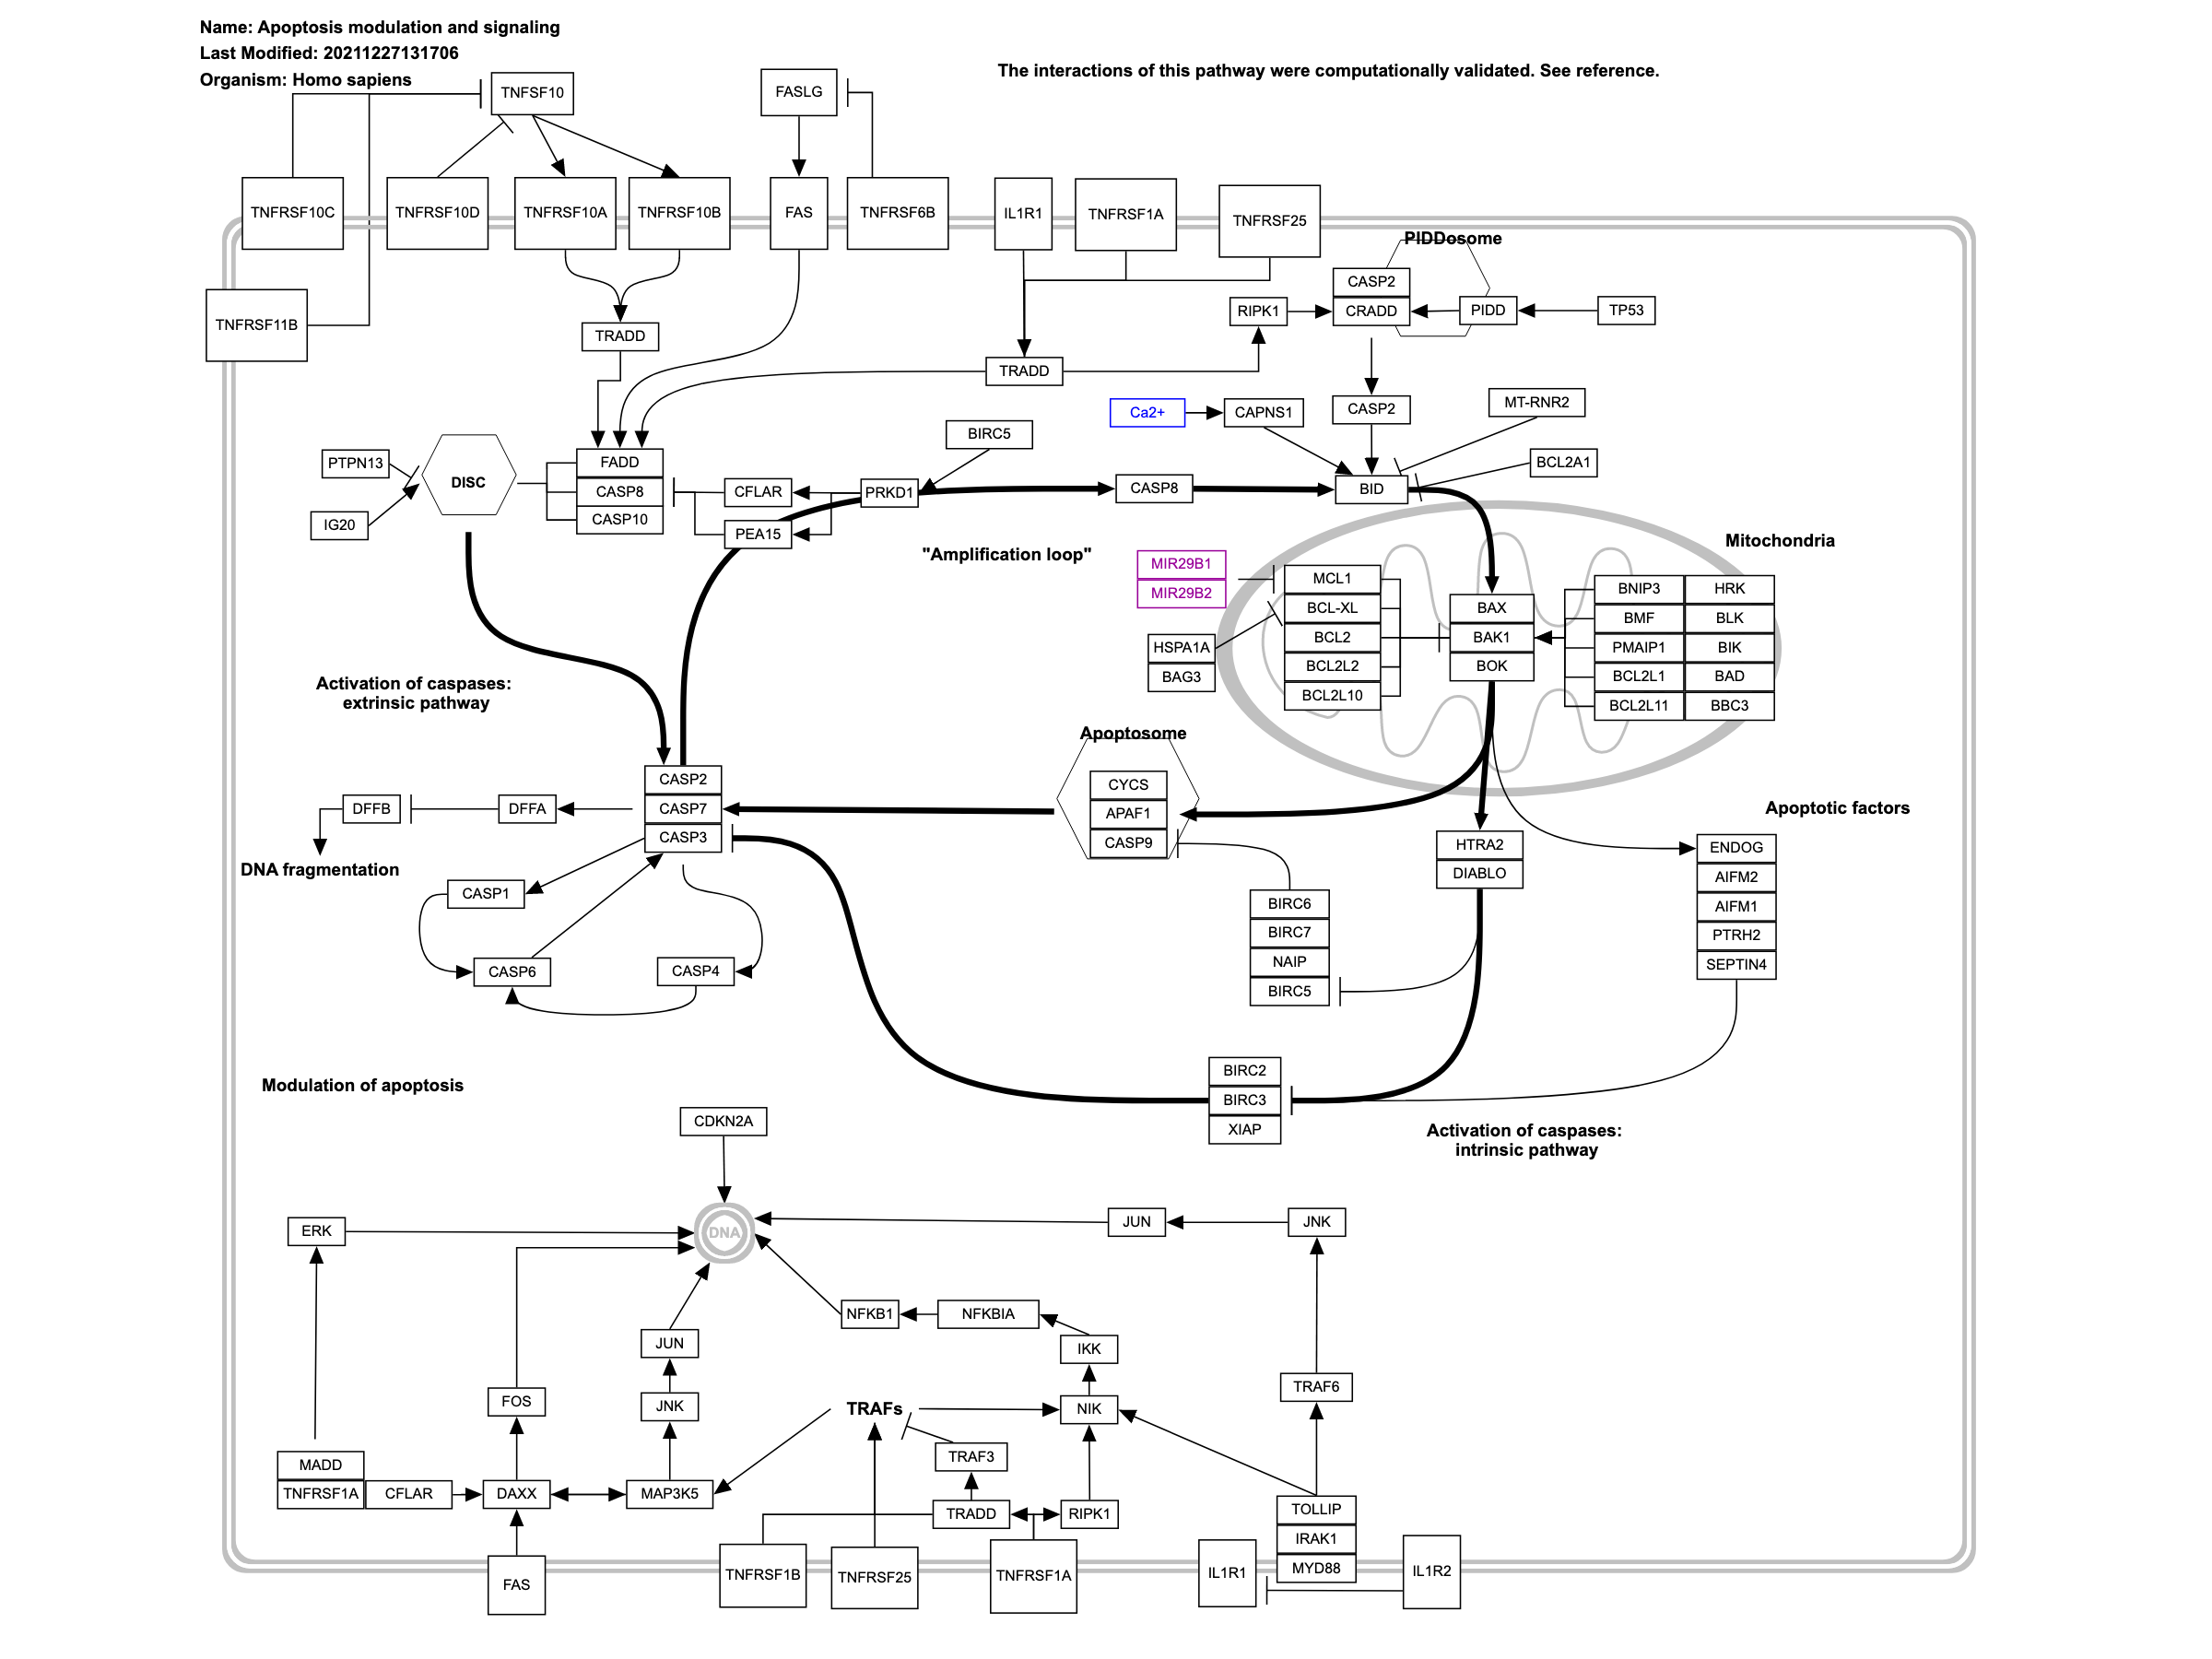 Name: Apoptosis modulation and signaling
Last Modified: 20211227131706
Organism: Homo sapiens
The interactions of this pathway were computationally validated. See reference.
TNFSF10
FASLG
TNFRSF10C
TNFRSF10D
TNFRSF10A
TNFRSF10B
FAS
TNFRSF6B
IL1R1
TNFRSF1A
TNFRSF25
PIDDosome
CASP2
CRADD
RIPK1
PIDD
TP53
TNFRSF11B
TRADD
TRADD
Ca2+
CAPNS1
CASP2
MT-RNR2
BIRC5
PTPN13
DISC
IG20
FADD
CASP8
CASP10
CFLAR
PEA15
PRKD1
CASP8
BID
BCL2A1
"Amplification loop"
Mitochondria
MIR29B1
MIR29B2
HSPA1A
BAG3
MCL1
BCL-XL
BCL2
BCL2L2
BCL2L10
BAX
BAK1
BOK
BNIP3
HRK
BMF
BLK
PMAIP1
BIK
BCL2L1
BAD
BCL2L11
BBC3
Activation of caspases:
extrinsic pathway
Apoptosome
CYCS
APAF1
CASP9
CASP2
CASP7
CASP3
DFFB
DFFA
DNA fragmentation
CASP1
CASP6
CASP4
Apoptotic factors
HTRA2
DIABLO
ENDOG
AIFM2
AIFM1
PTRH2
SEPTIN4
BIRC6
BIRC7
NAIP
BIRC5
BIRC2
BIRC3
XIAP
Activation of caspases:
intrinsic pathway
Modulation of apoptosis
CDKN2A
DNA
ERK
JUN
JNK
NFKB1
NFKBIA
IKK
JUN
JNK
FOS
TRAFs
NIK
TRAF6
TRAF3
MADD
TNFRSF1A
CFLAR
DAXX
MAP3K5
TRADD
RIPK1
TOLLIP
IRAK1
MYD88
FAS
TNFRSF1B
TNFRSF25
TNFRSF1A
IL1R1
IL1R2